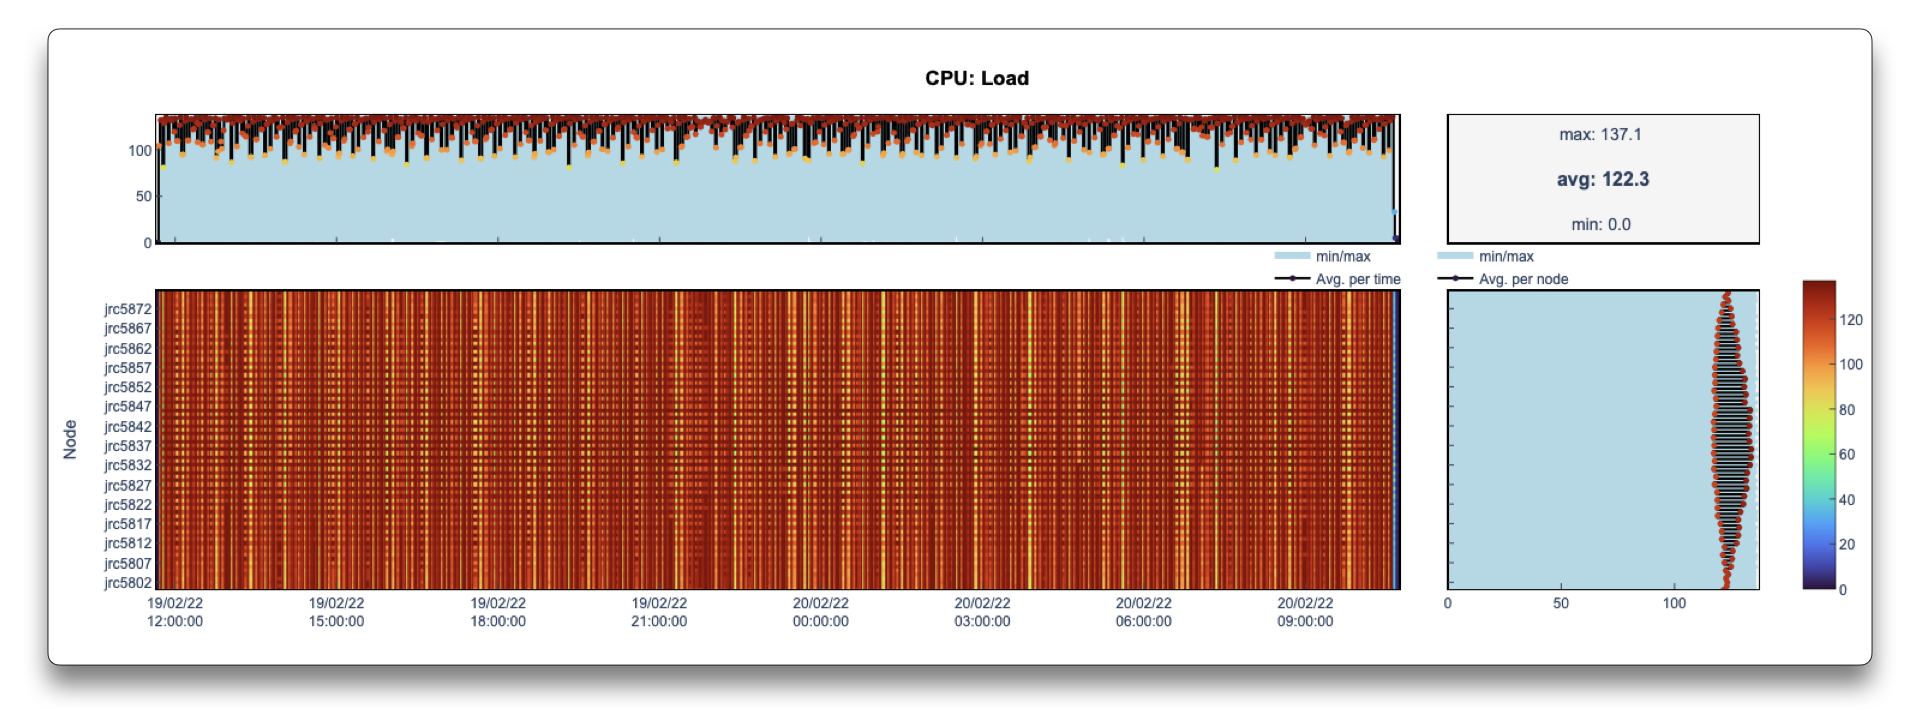 CPU: Load
100
50
0
max: 137.1
avg: 122.3
min: 0.0
min/max
Avg. per time
min/max
Avg. per node
Node
jrc5872
jrc5867
jrc5862
jrc5857
jrc5852
jrc5847
jrc5842
jrc5837
jrc5832
jrc5827
jrc5822
jrc5817
jrc5812
jrc5807
jrc5802
19/02/22
12:00:00
19/02/22
15:00:00
19/02/22
18:00:00
19/02/22
21:00:00
20/02/22
00:00:00
20/02/22
03:00:00
20/02/22
06:00:00
20/02/22
09:00:00
0
50
100
120
100
80
60
40
20
0